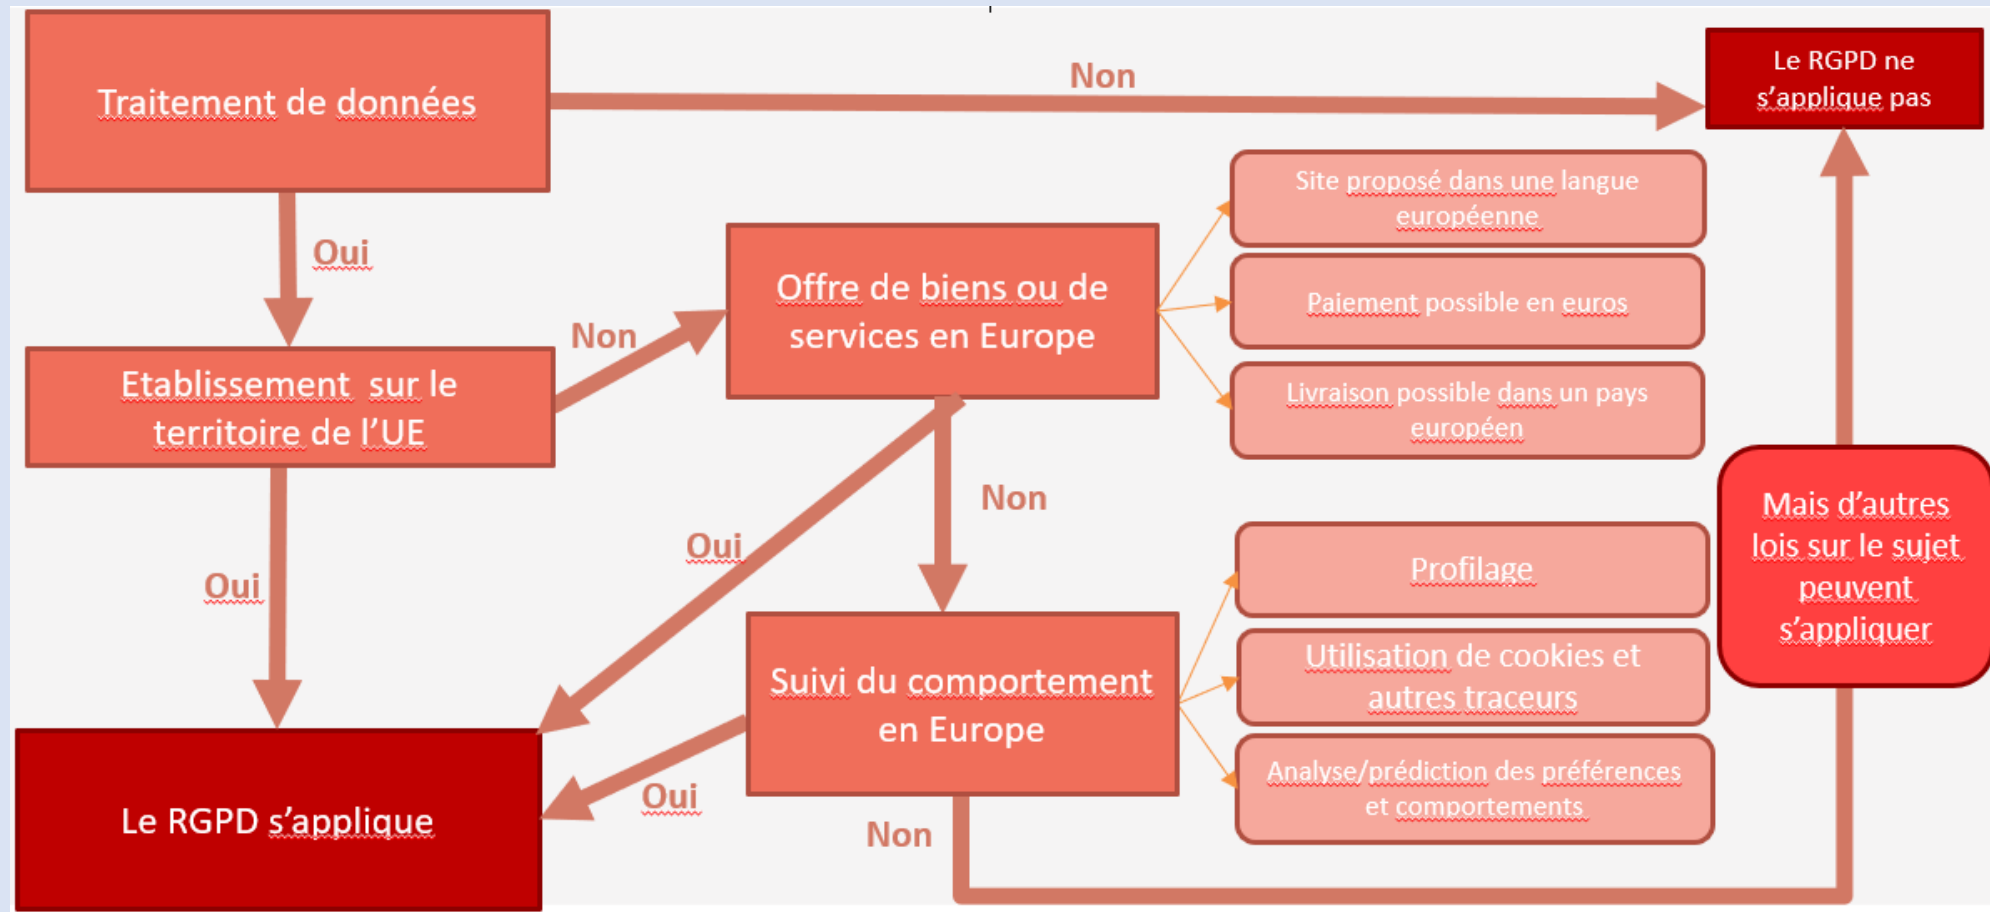 Traitement de données
Non
Le RGPD ne
s’applique pas
Oui
Site proposé dans une langue
européenne
Offre de biens ou de
services en Europe
Paiement possible en euros
Non
Livraison possible dans un pays
européen
Etablissement  sur le
territoire de l’UE
Non
Oui
Oui
Mais d’autres
lois sur le sujet
peuvent
s’appliquer
Profilage
Suivi du comportement
en Europe
Utilisation de cookies et
autres traceurs
Analyse/prédiction des préférences
et comportements
Oui
Non
Le RGPD s’applique